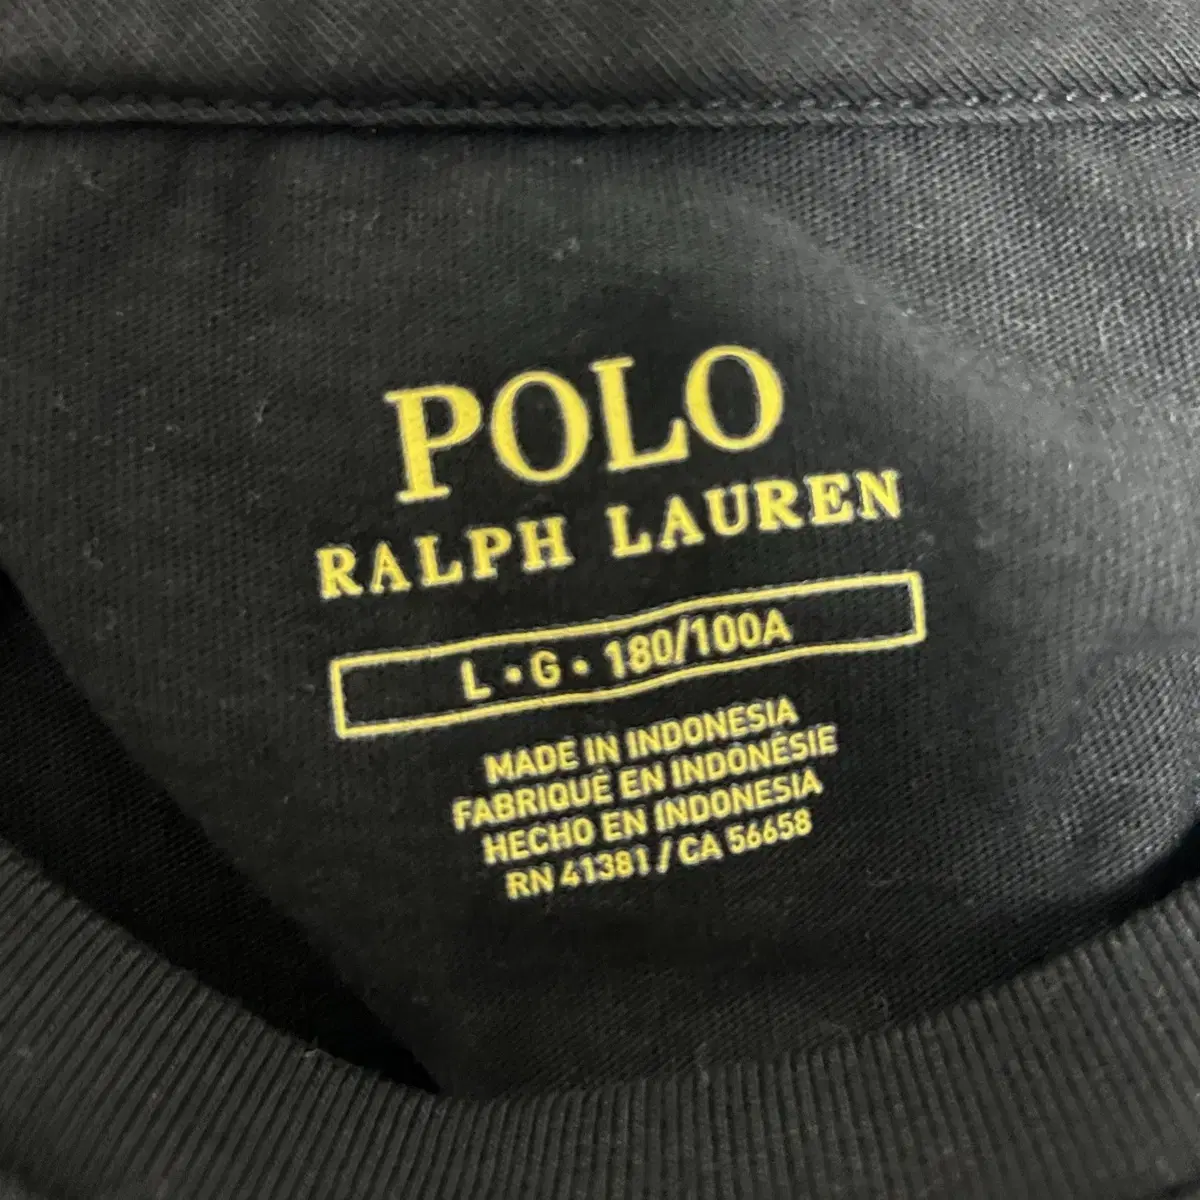 POLO
RALPH LAUREN
L • G • 180/100A
MADE IN INDONESIA
FABRIQUÉ EN INDONÉSIE
HECHO EN INDONESIA
RN 41381 / CA 56658